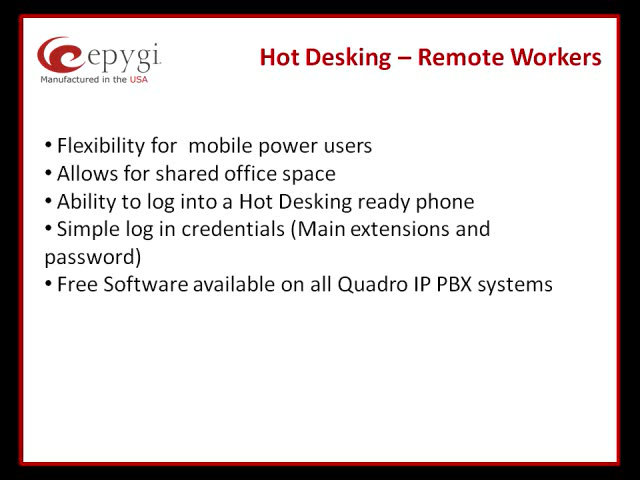 epygi
Manufactured in the USA
Hot Desking – Remote Workers
• Flexibility for mobile power users
• Allows for shared office space
• Ability to log into a Hot Desking ready phone
• Simple log in credentials (Main extensions and
password)
• Free Software available on all Quadro IP PBX systems